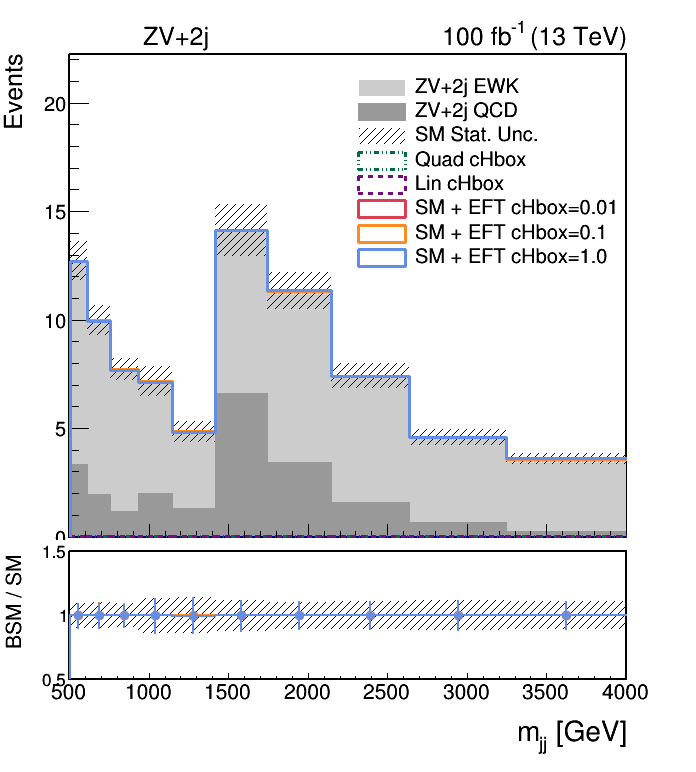 ZV+2j 100 fb-1 (13 TeV)
Events
ZV+2j EWK
ZV+2j QCD
SM Stat. Unc.
Quad cHbox
Lin cHbox
SM + EFT cHbox=0.01
SM + EFT cHbox=0.1
SM + EFT cHbox=1.0
20
15
10
5
0
BSM / SM
1.5
1
0.5
500 1000 1500 2000 2500 3000 3500 4000
mjj [GeV]